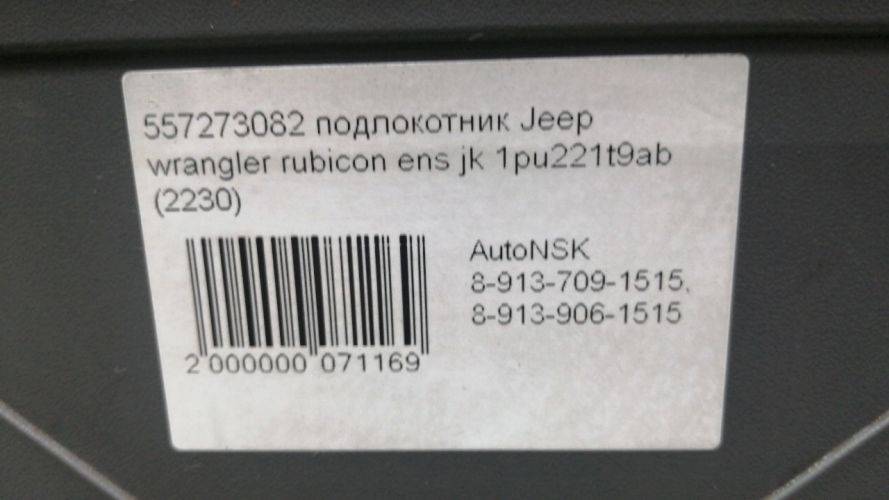 557273082 подлокотник Jeep
wrangler rubicon ens jk 1pu221t9ab
(2230)
AutoNSK
8-913-709-1515,
8-913-906-1515
2 000000 071169